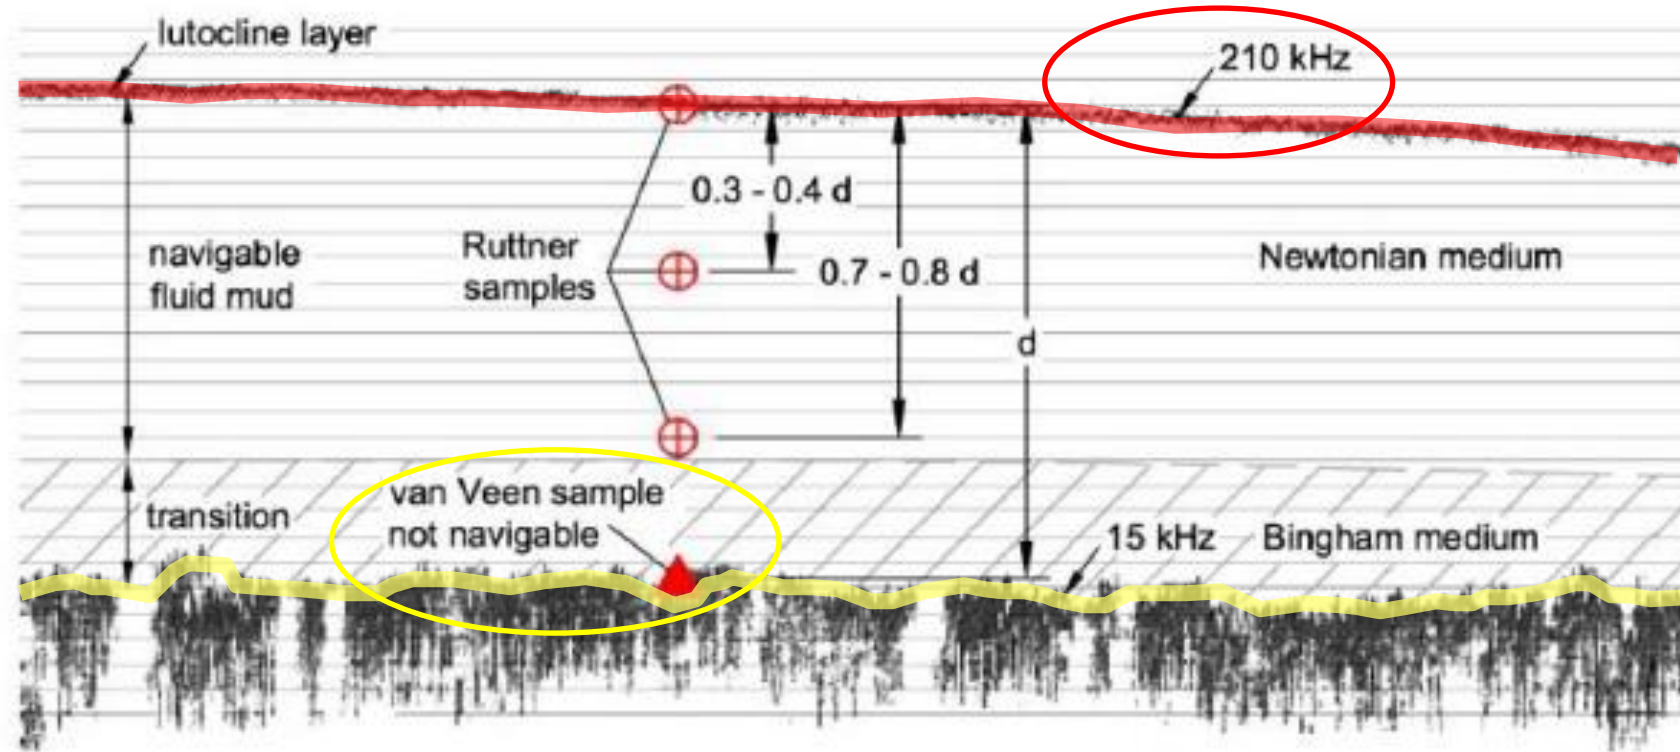 lutocline layer
210 kHz
0.3 - 0.4 d
navigable
fluid mud
Ruttner
samples
0.7 - 0.8 d
Newtonian medium
d
van Veen sample
not navigable
transition
15 kHz
Bingham medium